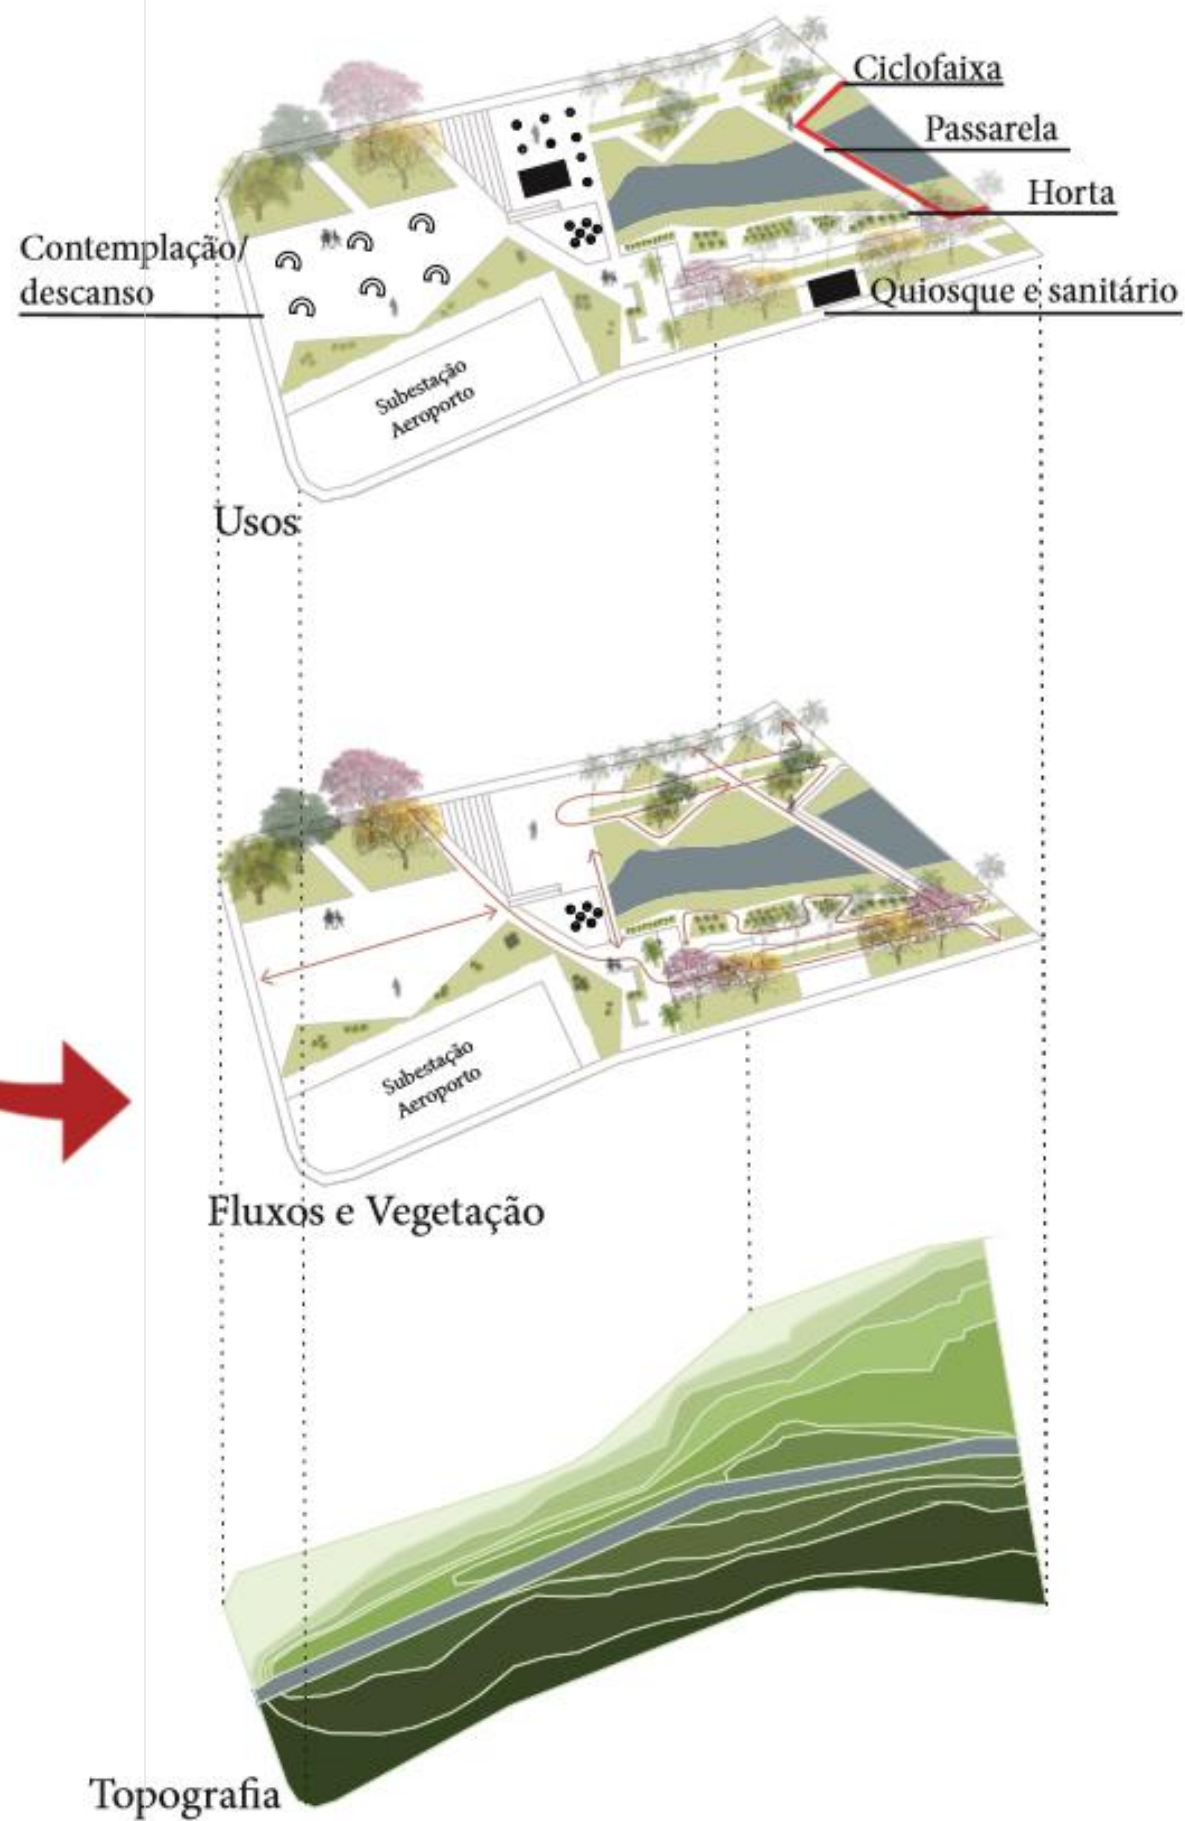 Ciclofaixa
Passarela
Horta
Contemplação/
descanso
Quiosque e sanitário
Subestação
Aeroporto
Usos
Subestação
Aeroporto
Fluxos e Vegetação
Topografia